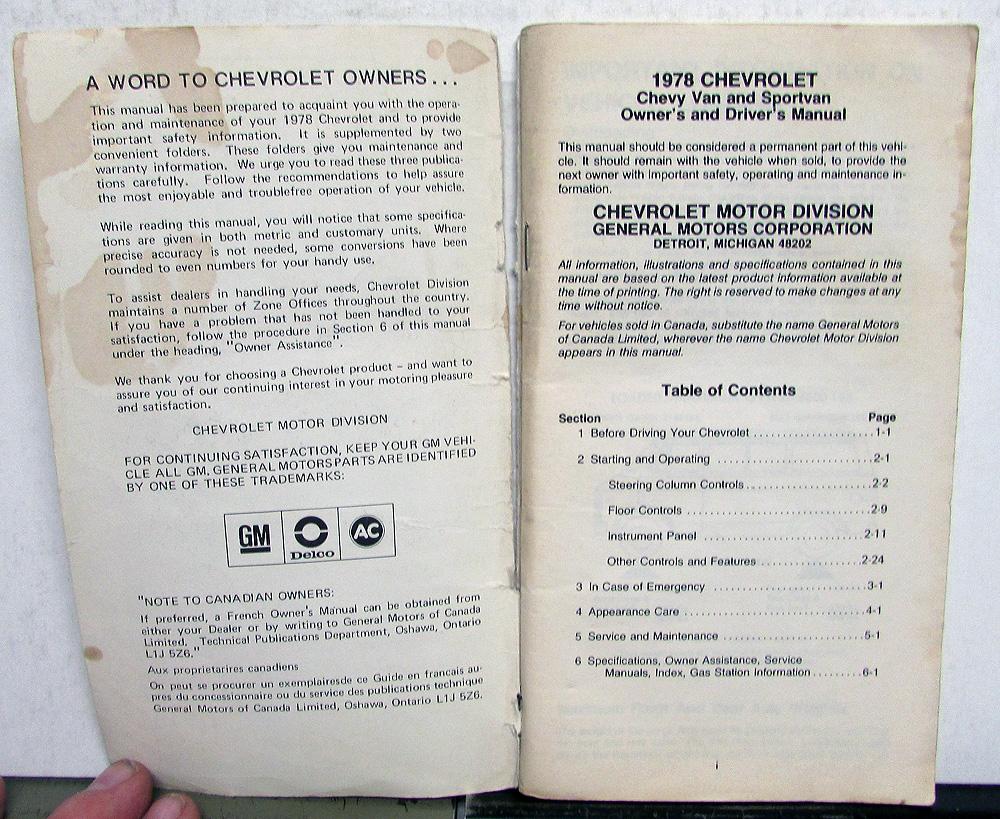 A WORD TO CHEVROLET OWNERS . . .
This manual has been prepared to acquaint you with the opera-
tion and maintenance of your 1978 Chevrolet and to provide
important safety information. It is supplemented by two
convenient folders. These folders give you maintenance and
warranty information. We urge you to read these three publica-
tions carefully. Follow the recommendations to help assure
the most enjoyable and troublefree operation of your vehicle.
While reading this manual, you will notice that some specifica-
tions are given in both metric and customary units. Where
precise accuracy is not needed, some conversions have been
rounded to even numbers for your handy use.
To assist dealers in handling your needs, Chevrolet Division
maintains a number of Zone Offices throughout the country.
If you have a problem that has not been handled to your
satisfaction, follow the procedure in Section 6 of this manual
under the heading, "Owner Assistance".
We thank you for choosing a Chevrolet product – and want to
assure you of our continuing interest in your motoring pleasure
and satisfaction.
CHEVROLET MOTOR DIVISION
FOR CONTINUING SATISFACTION, KEEP YOUR GM VEHI-
CLE ALL GM. GENERAL MOTORS PARTS ARE IDENTIFIED
BY ONE OF THESE TRADEMARKS:
GM Delco AC
"NOTE TO CANADIAN OWNERS:
If preferred, a French Owner's Manual can be obtained from
either your Dealer or by writing to General Motors of Canada
Limited, Technical Publications Department, Oshawa, Ontario
L1J 5Z6."
Aux proprietarires canadiens
On peut se procurer un exemplairesde ce Guide en francais au-
pres du concessionnaire ou du service des publications technique
General Motors of Canada Limited, Oshawa, Ontario L1J 5Z6.
1978 CHEVROLET
Chevy Van and Sportvan
Owner's and Driver's Manual
This manual should be considered a permanent part of this vehi-
cle. It should remain with the vehicle when sold, to provide the
next owner with important safety, operating and maintenance in-
formation.
CHEVROLET MOTOR DIVISION
GENERAL MOTORS CORPORATION
DETROIT, MICHIGAN 48202
All information, illustrations and specifications contained in this
manual are based on the latest product information available at
the time of printing. The right is reserved to make changes at any
time without notice.
For vehicles sold in Canada, substitute the name General Motors
of Canada Limited, wherever the name Chevrolet Motor Division
appears in this manual.
Table of Contents
Section Page
1 Before Driving Your Chevrolet . . . . . . . . . . . . . . . . . . . . . 1-1
2 Starting and Operating . . . . . . . . . . . . . . . . . . . . . . . . . . . 2-1
Steering Column Controls . . . . . . . . . . . . . . . . . . . . . 2-2
Floor Controls . . . . . . . . . . . . . . . . . . . . . . . . . . . . . . . 2-9
Instrument Panel . . . . . . . . . . . . . . . . . . . . . . . . . . . 2-11
Other Controls and Features . . . . . . . . . . . . . . . . . . 2-24
3 In Case of Emergency . . . . . . . . . . . . . . . . . . . . . . . . . . . 3-1
4 Appearance Care . . . . . . . . . . . . . . . . . . . . . . . . . . . . . . . 4-1
5 Service and Maintenance . . . . . . . . . . . . . . . . . . . . . . . . 5-1
6 Specifications, Owner Assistance, Service
Manuals, Index, Gas Station Information . . . . . . . . . 6-1
i